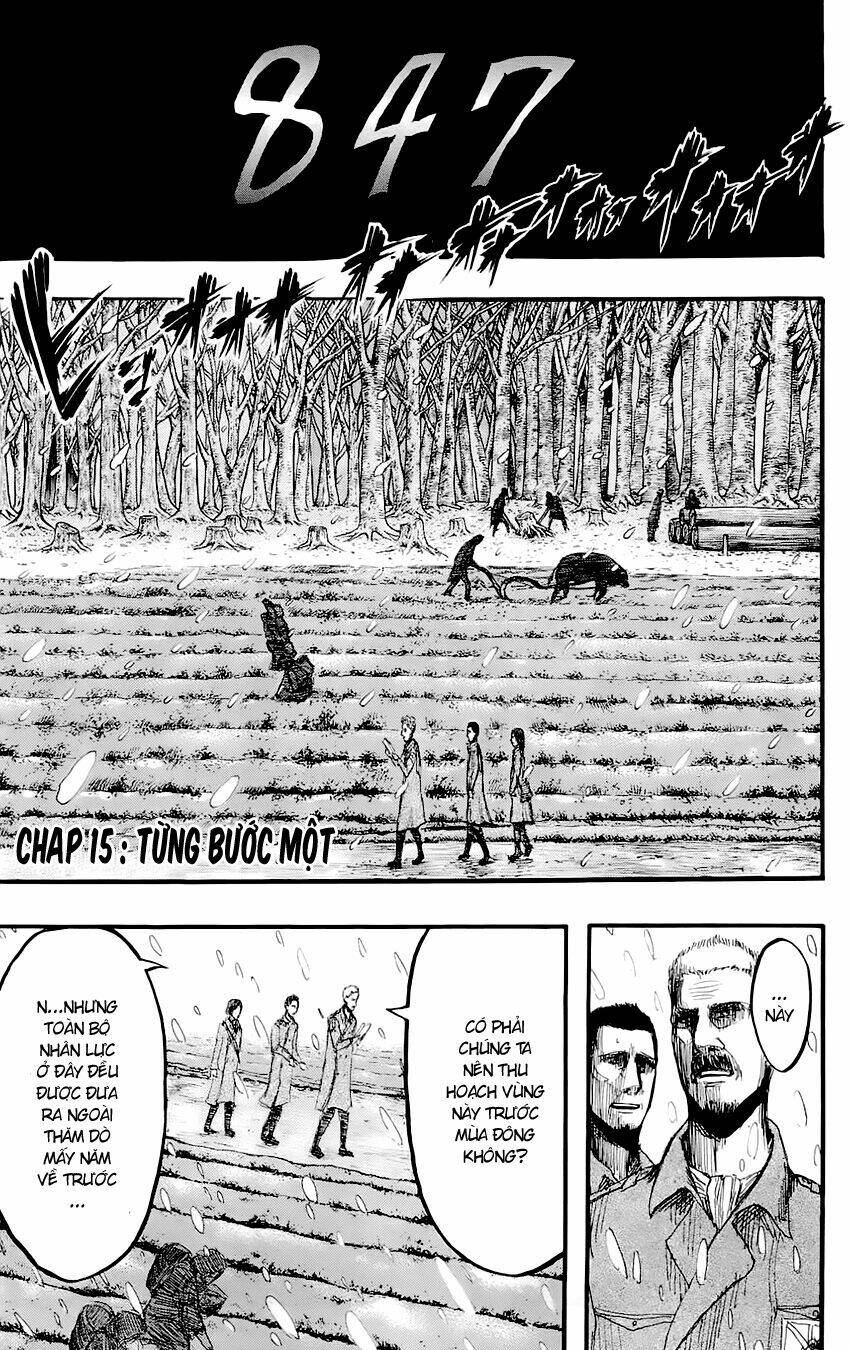 847
CHAP 15 : TỪNG BƯỚC MỘT
...
NÀY
CÓ PHẢI
CHÚNG TA
NÊN THU
HOẠCH VÙNG
NÀY TRƯỚC
MÙA ĐÔNG
KHÔNG?
N...NHƯNG
TOÀN BỘ
NHÂN LỰC
Ở ĐÂY ĐỀU
ĐƯỢC ĐƯA
RA NGOÀI
THĂM DÒ
MẤY NĂM
VỀ TRƯỚC
...